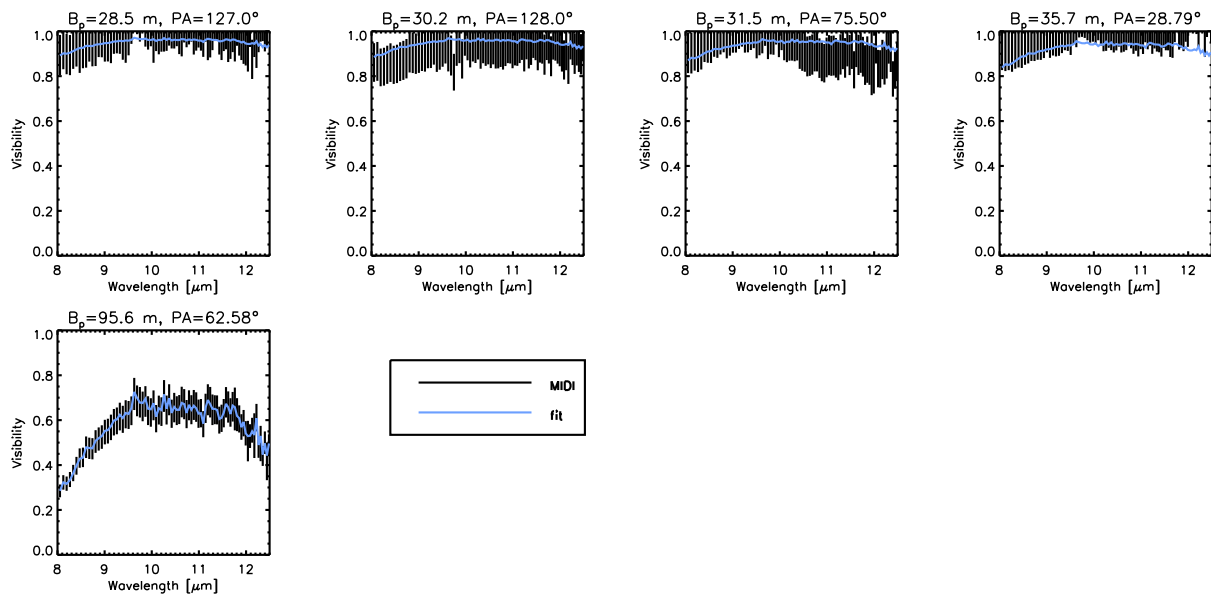 B_p=28.5 m, PA=127.0°
1.0
0.8
0.6
0.4
0.2
0.0
Visibility
8 9 10 11 12
Wavelength [μm]
B_p=30.2 m, PA=128.0°
1.0
0.8
0.6
0.4
0.2
0.0
Visibility
8 9 10 11 12
Wavelength [μm]
B_p=31.5 m, PA=75.50°
1.0
0.8
0.6
0.4
0.2
0.0
Visibility
8 9 10 11 12
Wavelength [μm]
B_p=35.7 m, PA=28.79°
1.0
0.8
0.6
0.4
0.2
0.0
Visibility
8 9 10 11 12
Wavelength [μm]
B_p=95.6 m, PA=62.58°
1.0
0.8
0.6
0.4
0.2
0.0
Visibility
8 9 10 11 12
Wavelength [μm]
MIDI
fit